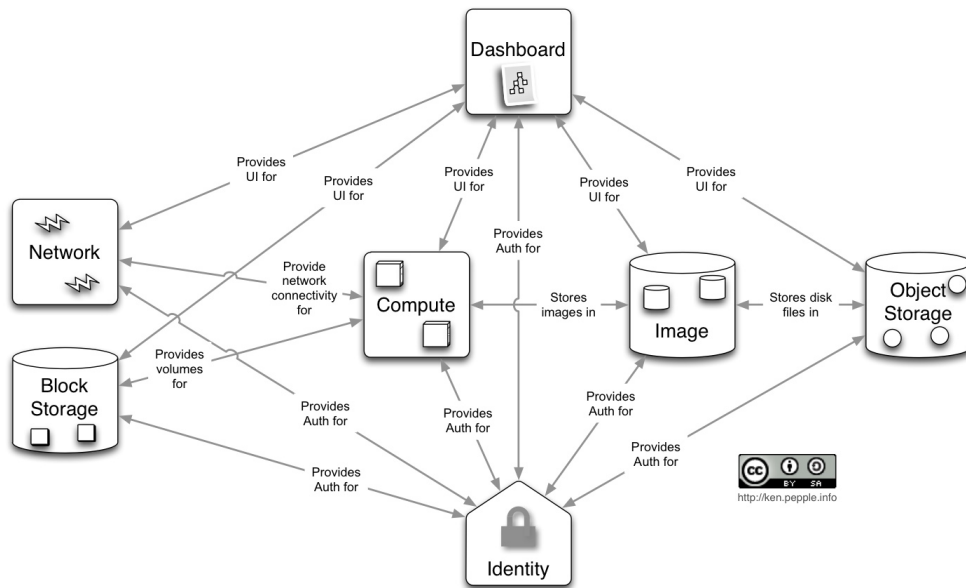 Dashboard
Provides
UI for
Provides
UI for
Provides
UI for
Provides
UI for
Provides
UI for
Provides
Auth for
Network
Provide
network
connectivity
for
Compute
Stores
images in
Image
Stores disk
files in
Object
Storage
Block
Storage
Provides
volumes
for
Provides
Auth for
Provides
Auth for
Provides
Auth for
Provides
Auth for
Provides
Auth for
cc
BY SA
http://ken.pepple.info
Identity